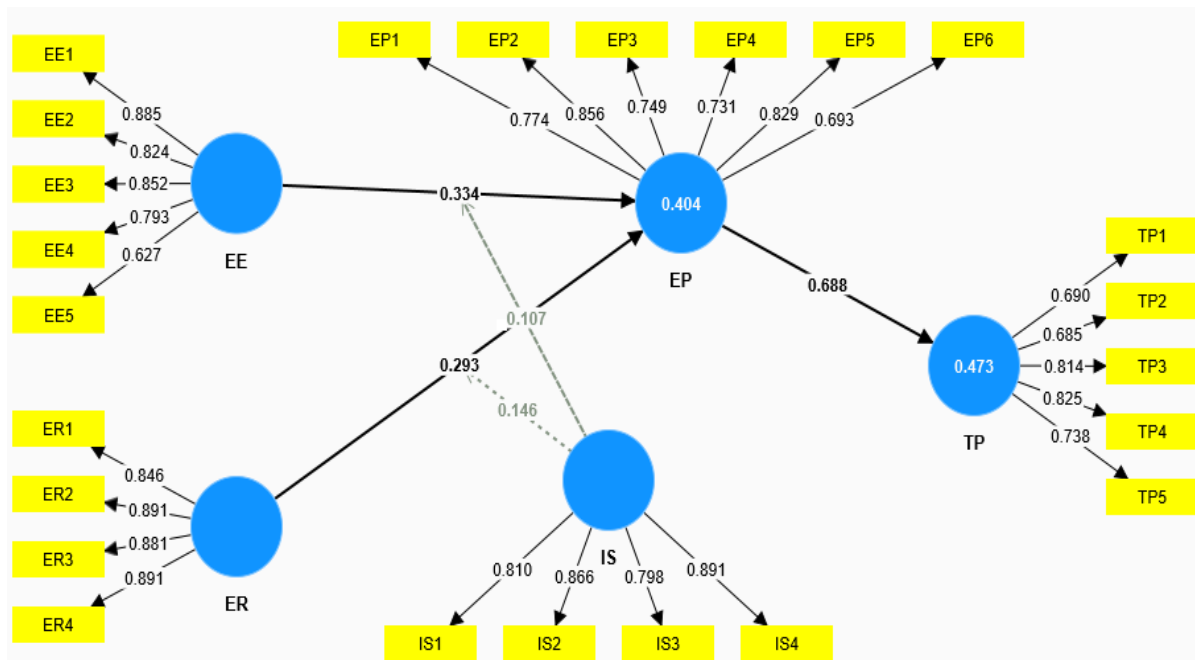 EE1
EE2
EE3
EE4
EE5
0.885
0.824
0.852
0.793
0.627
EE
EP1
EP2
EP3
EP4
EP5
EP6
0.774
0.856
0.749
0.731
0.829
0.693
0.404
EP
0.334
0.107
0.293
0.146
0.688
TP1
TP2
TP3
TP4
TP5
0.690
0.685
0.814
0.825
0.738
0.473
TP
ER1
ER2
ER3
ER4
0.846
0.891
0.881
0.891
ER
IS
0.810
0.866
0.798
0.891
IS1
IS2
IS3
IS4